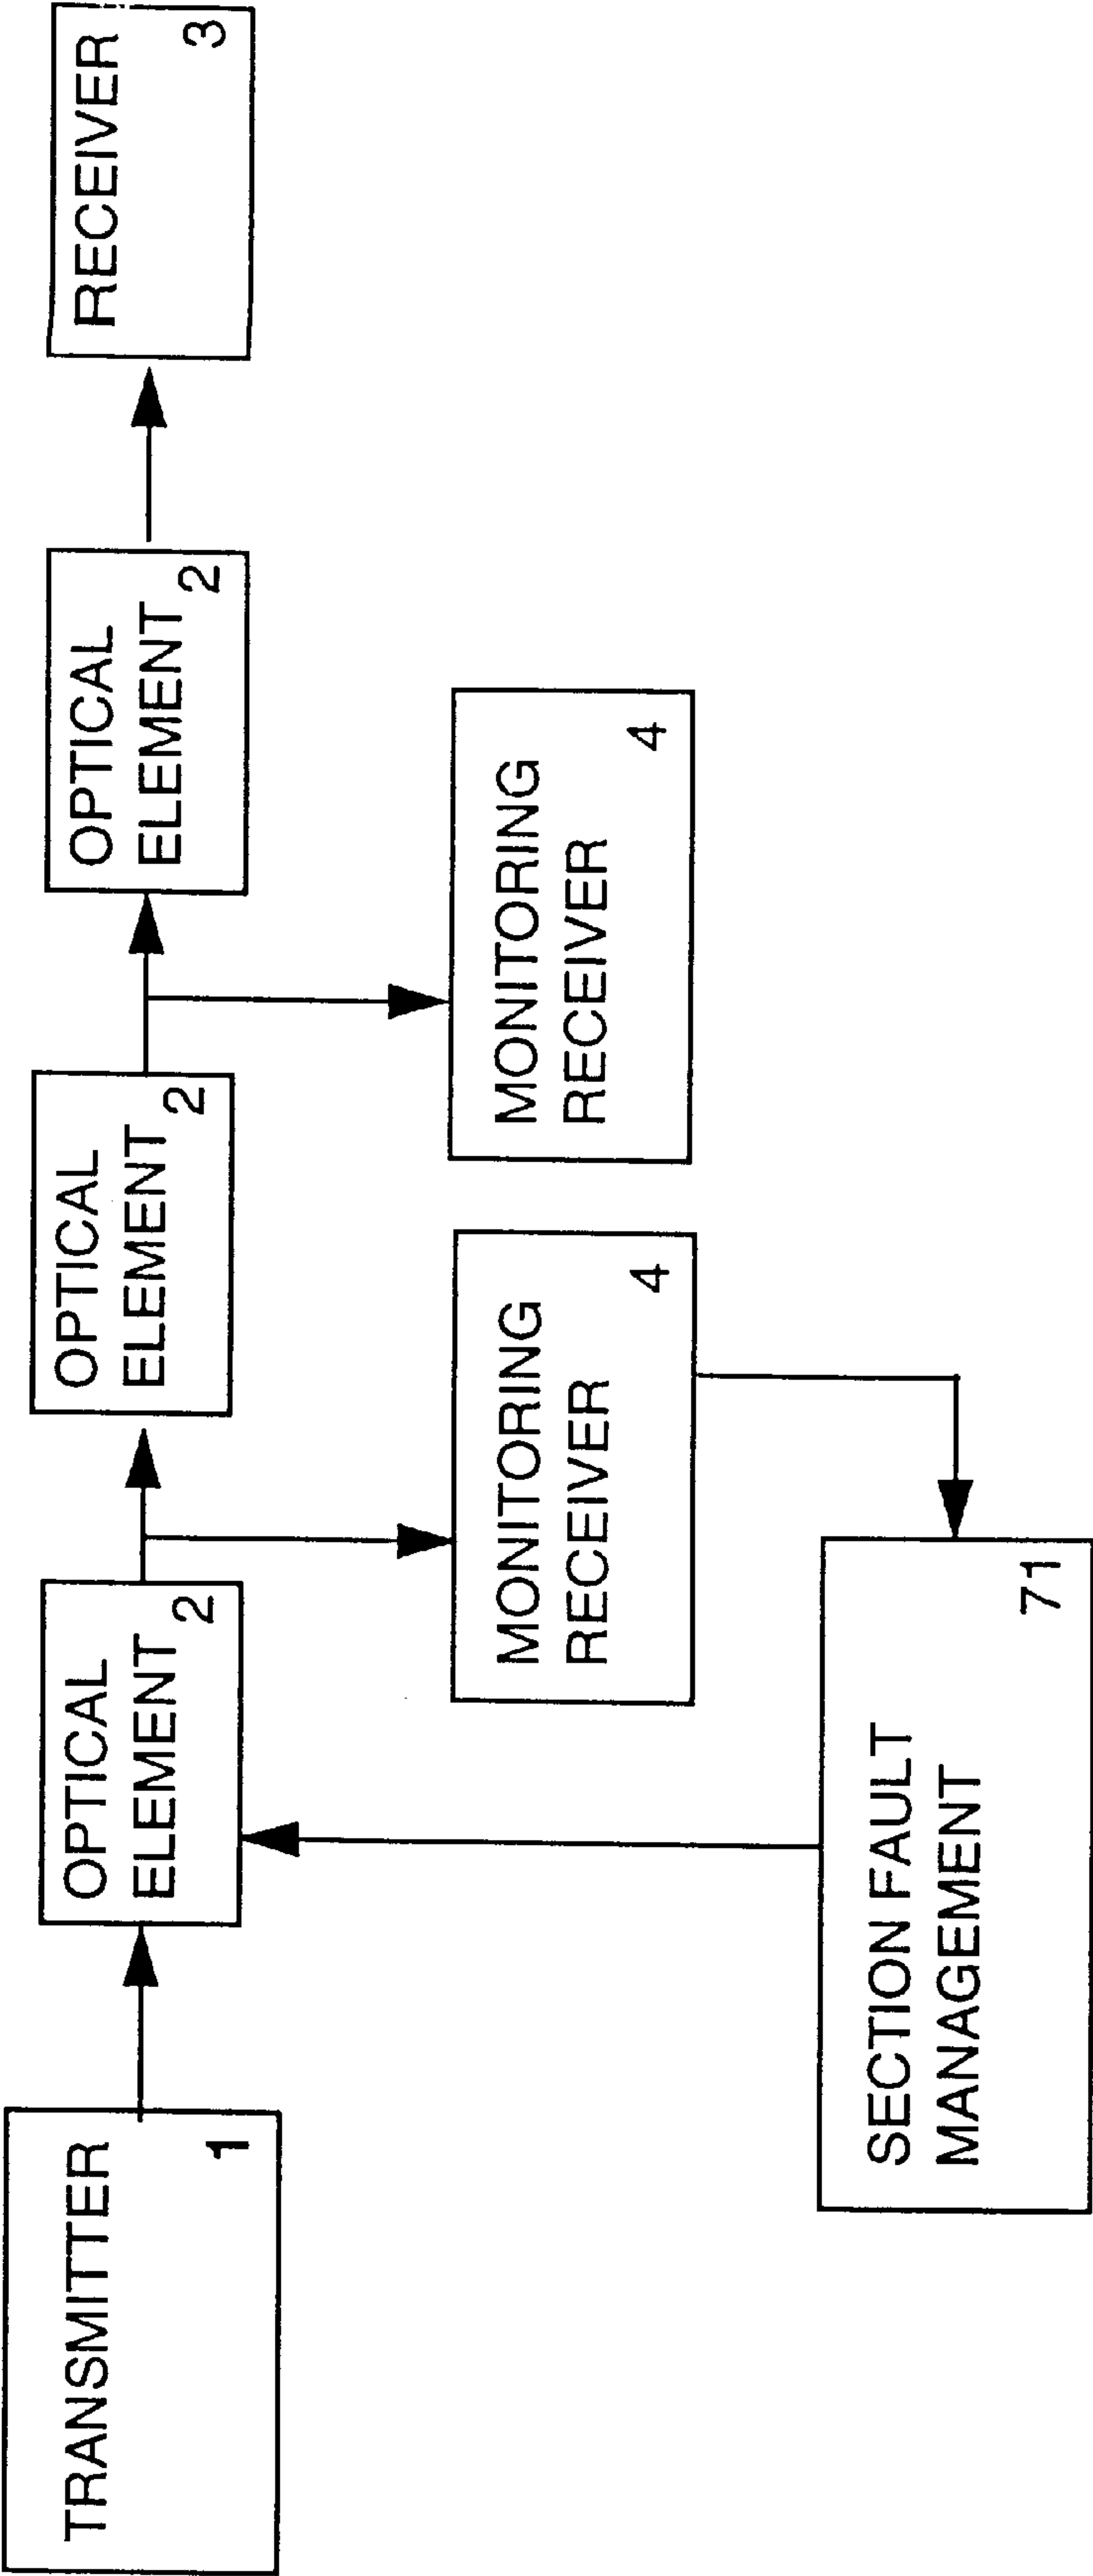 TRANSMITTER
1
OPTICAL
ELEMENT
2
OPTICAL
ELEMENT
2
OPTICAL
ELEMENT
2
RECEIVER
3
MONITORING
RECEIVER
4
MONITORING
RECEIVER
4
SECTION FAULT
MANAGEMENT
71